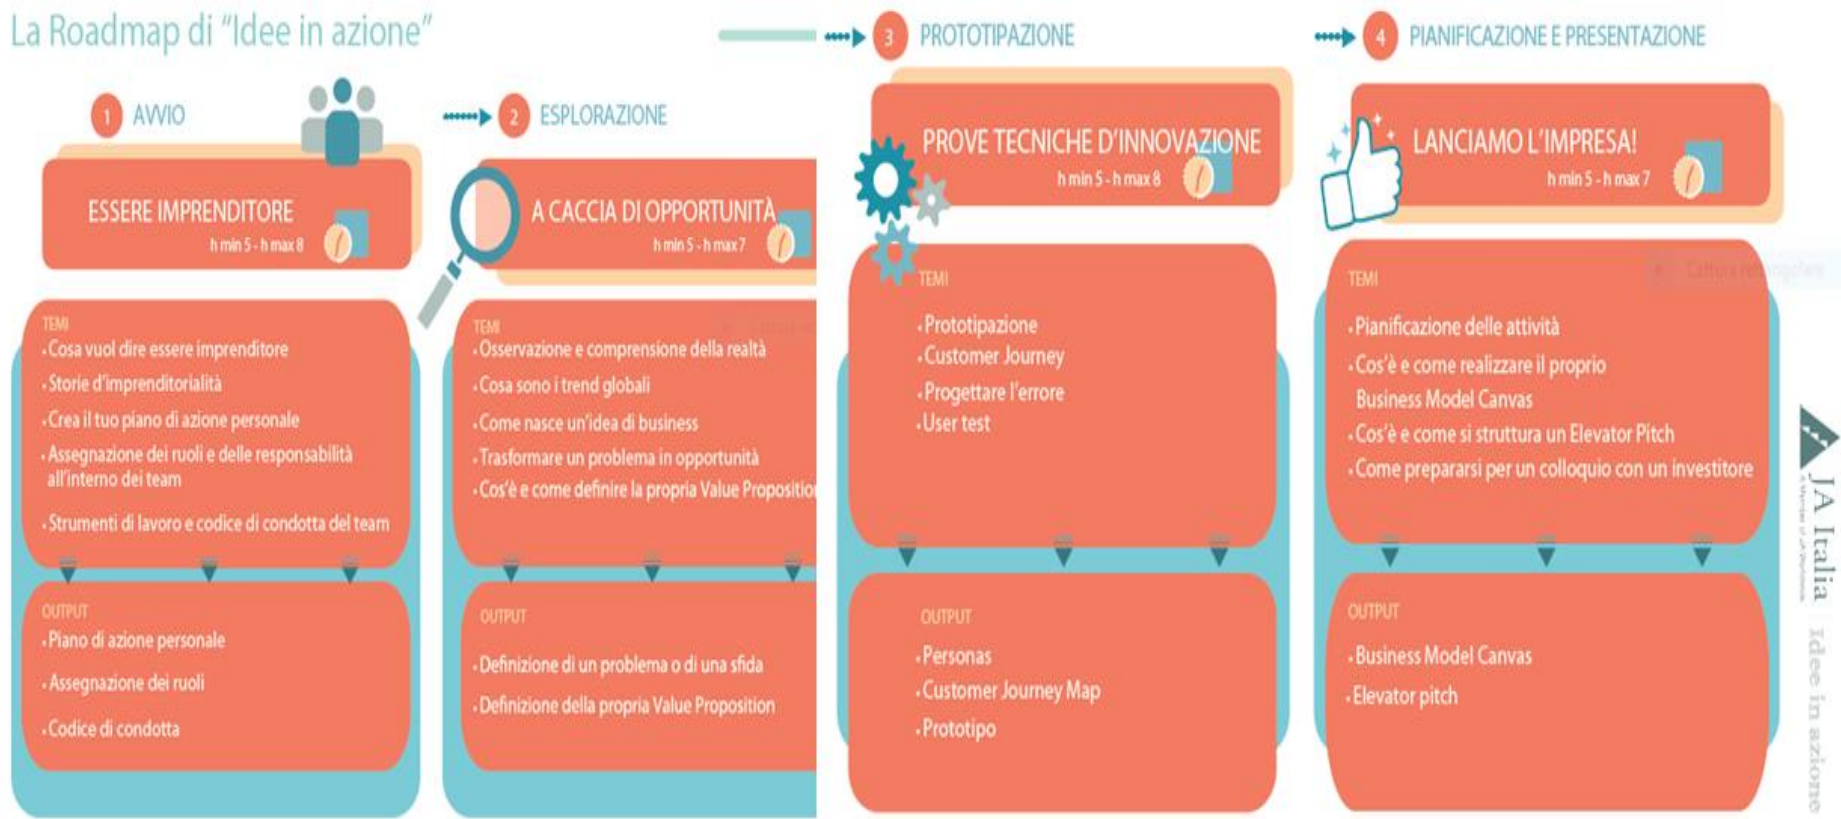 La Roadmap di “Idee in azione”
1 AVVIO
ESSERE IMPRENDITORE
h min 5 - h max 8
TEMI
• Cosa vuol dire essere imprenditore
• Storie d’imprenditorialità
• Crea il tuo piano di azione personale
• Assegnazione dei ruoli e delle responsabilità
all’interno dei team
• Strumenti di lavoro e codice di condotta del team
OUTPUT
• Piano di azione personale
• Assegnazione dei ruoli
• Codice di condotta
2 ESPLORAZIONE
A CACCIA DI OPPORTUNITÀ
h min 5 - h max 7
TEMI
• Osservazione e comprensione della realtà
• Cosa sono i trend globali
• Come nasce un’idea di business
• Trasformare un problema in opportunità
• Cos’è e come definire la propria Value Proposition
OUTPUT
• Definizione di un problema o di una sfida
• Definizione della propria Value Proposition
3 PROTOTIPAZIONE
PROVE TECNICHE D’INNOVAZIONE
h min 5 - h max 8
TEMI
• Prototipazione
• Customer Journey
• Progettare l’errore
• User test
OUTPUT
• Personas
• Customer Journey Map
• Prototipo
4 PIANIFICAZIONE E PRESENTAZIONE
LANCIAMO L’IMPRESA!
h min 5 - h max 7
TEMI
• Pianificazione delle attività
• Cos’è e come realizzare il proprio
Business Model Canvas
• Cos’è e come si struttura un Elevator Pitch
• Come prepararsi per un colloquio con un investitore
OUTPUT
• Business Model Canvas
• Elevator pitch
JA Italia
Idee in azione